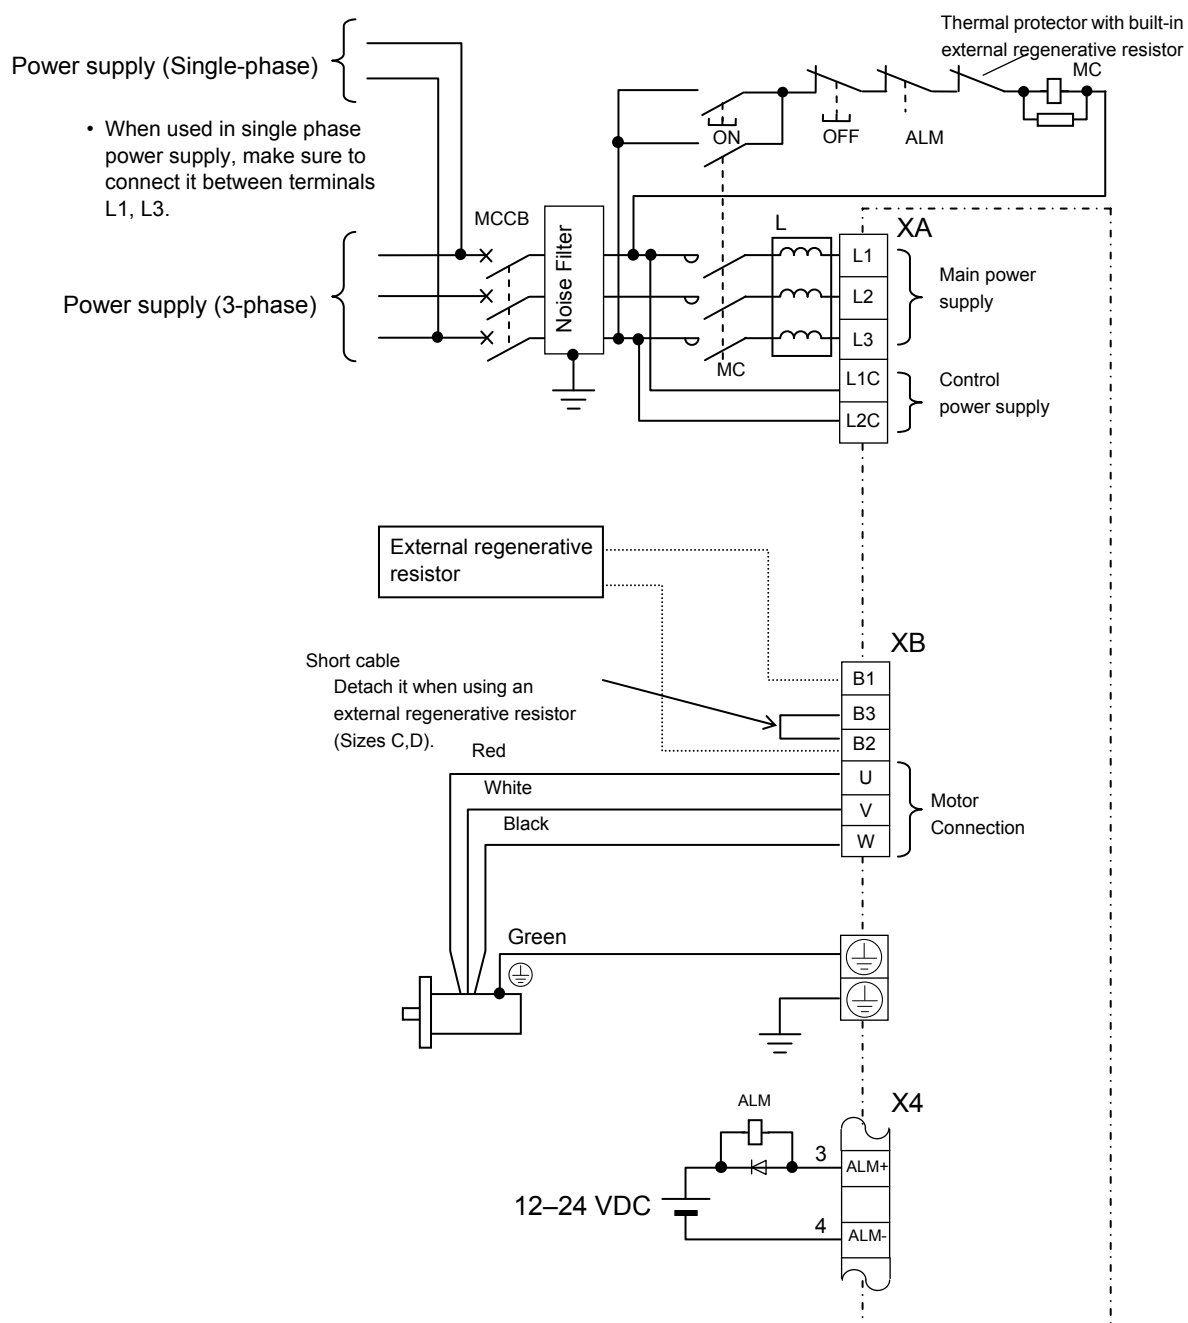 Thermal protector with built-in
external regenerative resistor
Power supply (Single-phase)
MC
• When used in single phase
power supply, make sure to
connect it between terminals
L1, L3.
ON
OFF
ALM
MCCB
Noise Filter
L
XA
L1
L2
L3
L1C
L2C
Main power
supply
Power supply (3-phase)
MC
Control
power supply
External regenerative
resistor
XB
Short cable
Detach it when using an
external regenerative resistor
(Sizes C,D).
B1
B3
B2
U
V
W
Red
White
Black
Motor
Connection
Green
ALM
X4
3
ALM+
12–24 VDC
4
ALM-